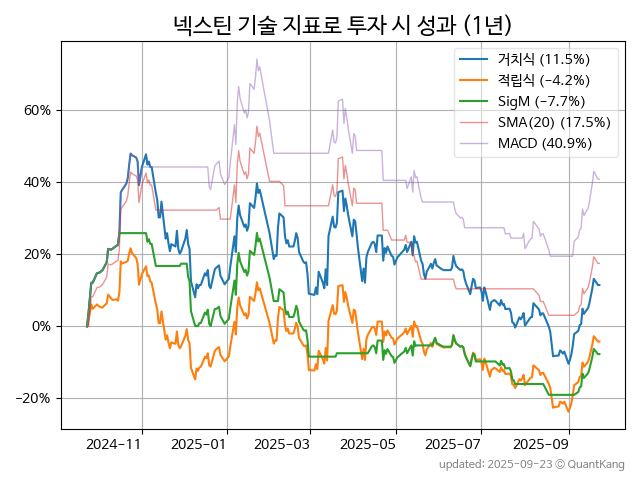 넥스틴 기술 지표로 투자 시 성과 (1년)
거치식 (11.5%)
적립식 (−4.2%)
SigM (−7.7%)
SMA(20) (17.5%)
MACD (40.9%)
60%
40%
20%
0%
−20%
2024-11
2025-01
2025-03
2025-05
2025-07
2025-09
updated: 2025-09-23 © QuantKang